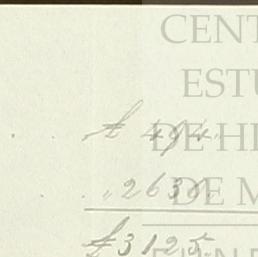 CENT
ESTU
$ 494.
DE HI
„ 2631.
DE M
$ 3125.